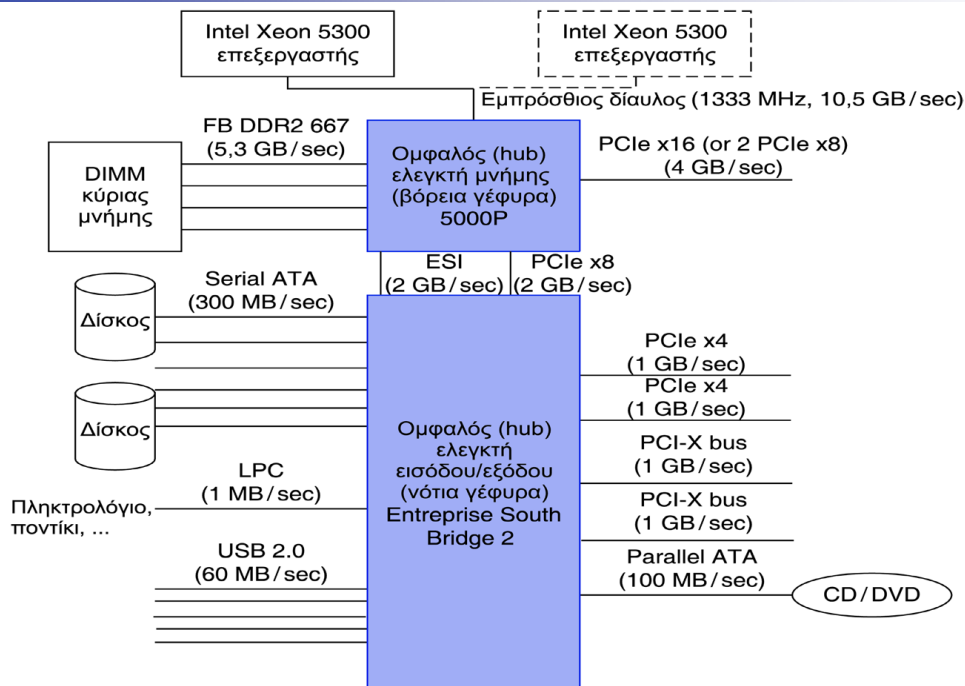 Intel Xeon 5300
επεξεργαστής
Intel Xeon 5300
επεξεργαστής
Εμπρόσθιος δίαυλος (1333 MHz, 10,5 GB/sec)
FB DDR2 667
(5,3 GB/sec)
DIMM
κύριας
μνήμης
Ομφαλός (hub)
ελεγκτή μνήμης
(βόρεια γέφυρα)
5000P
PCIe x16 (or 2 PCIe x8)
(4 GB/sec)
ESI
(2 GB/sec)
PCIe x8
(2 GB/sec)
Serial ATA
(300 MB/sec)
Δίσκος
Δίσκος
LPC
(1 MB/sec)
Πληκτρολόγιο,
ποντίκι, ...
USB 2.0
(60 MB/sec)
Ομφαλός (hub)
ελεγκτή
εισόδου/εξόδου
(νότια γέφυρα)
Entreprise South
Bridge 2
PCIe x4
(1 GB/sec)
PCIe x4
(1 GB/sec)
PCI-X bus
(1 GB/sec)
PCI-X bus
(1 GB/sec)
Parallel ATA
(100 MB/sec)
CD/DVD